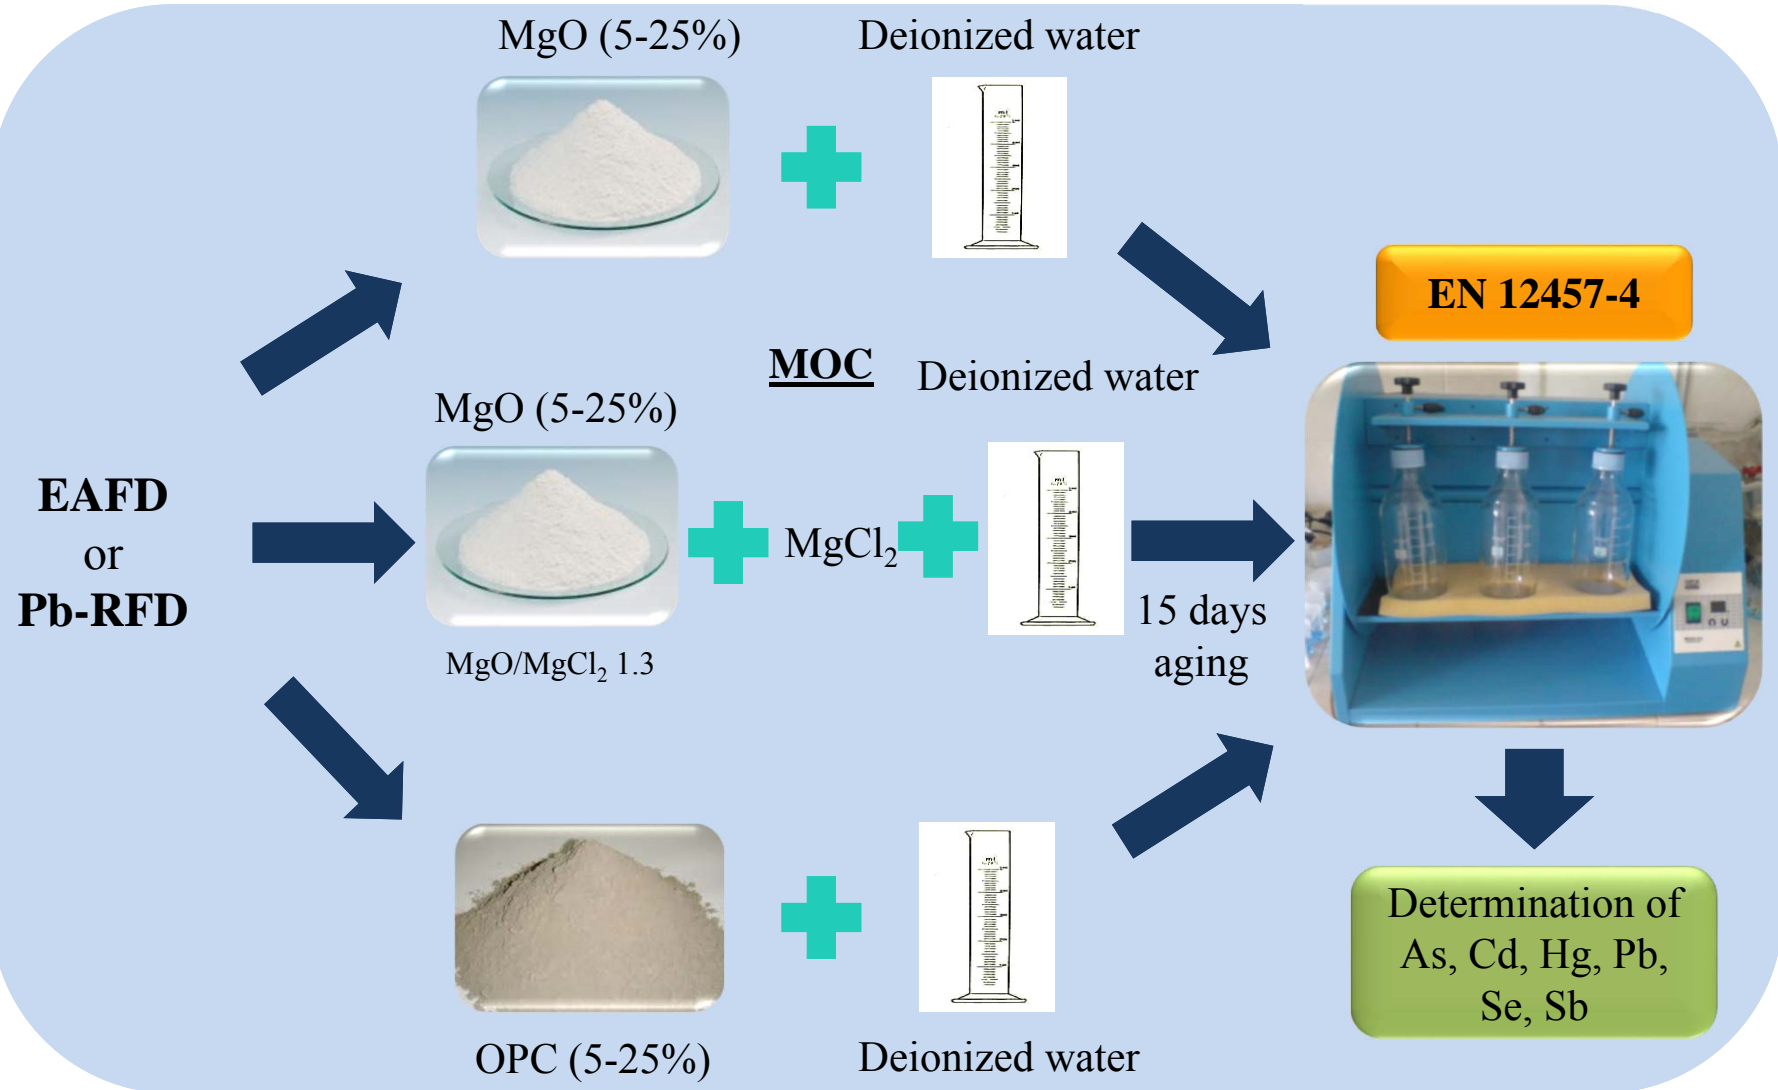 MgO (5-25%)
Deionized water
EN 12457-4
MOC
Deionized water
MgO (5-25%)
EAFD
or
Pb-RFD
MgCl₂
15 days
aging
MgO/MgCl₂ 1.3
Determination of
As, Cd, Hg, Pb,
Se, Sb
OPC (5-25%)
Deionized water